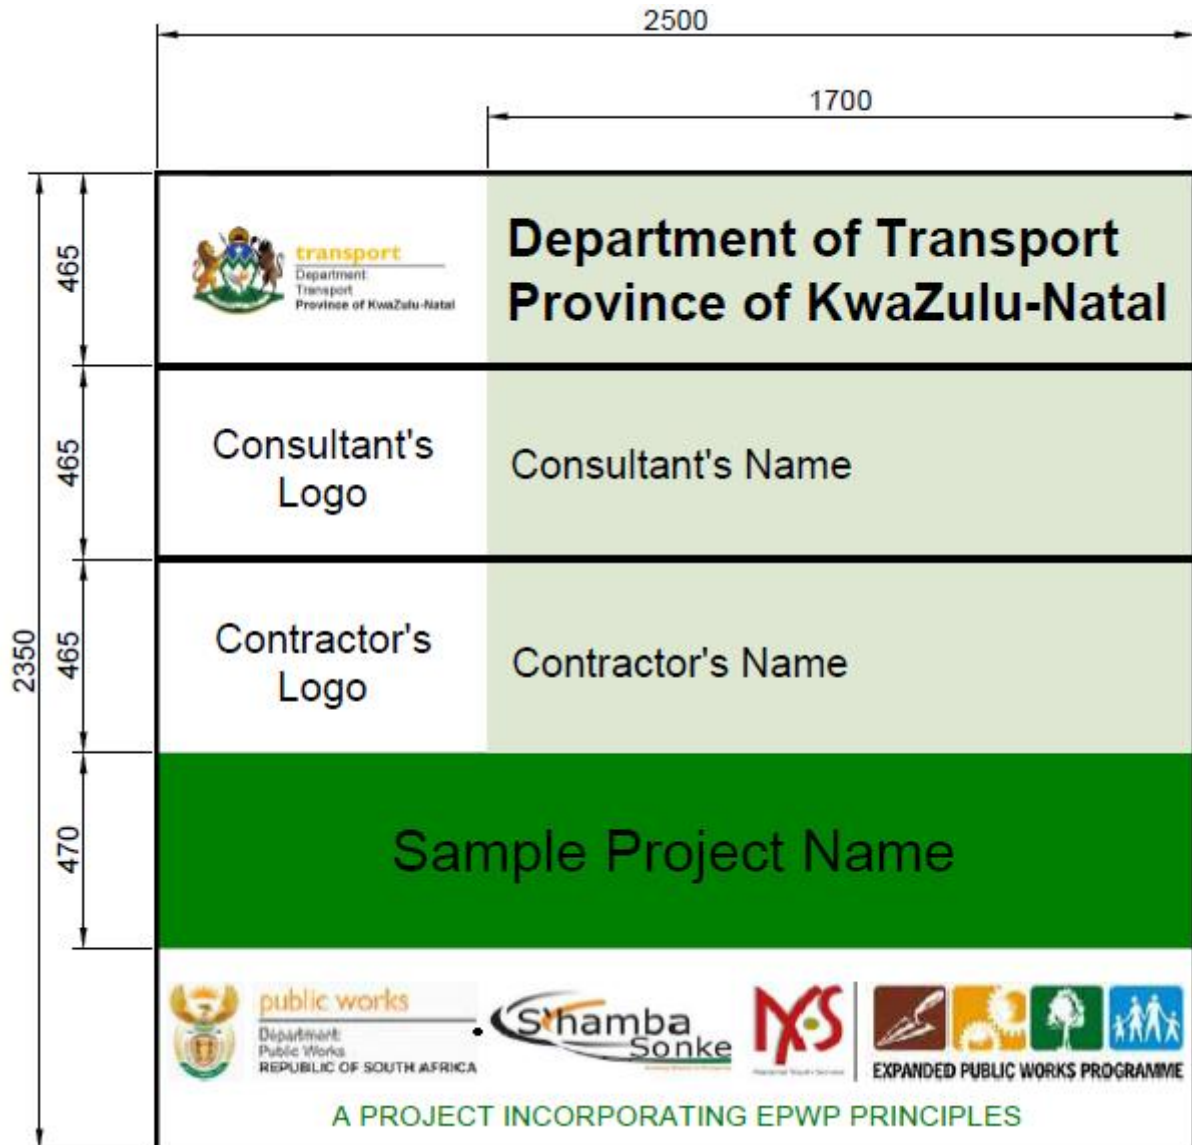 2500
1700
465
transport
Department
Transport
Province of KwaZulu-Natal
Department of Transport
Province of KwaZulu-Natal
465
Consultant's
Logo
Consultant's Name
2350
465
Contractor's
Logo
Contractor's Name
470
Sample Project Name
public works
Department:
Public Works
REPUBLIC OF SOUTH AFRICA
S'hamba
Sonke
NYS
EXPANDED PUBLIC WORKS PROGRAMME
A PROJECT INCORPORATING EPWP PRINCIPLES